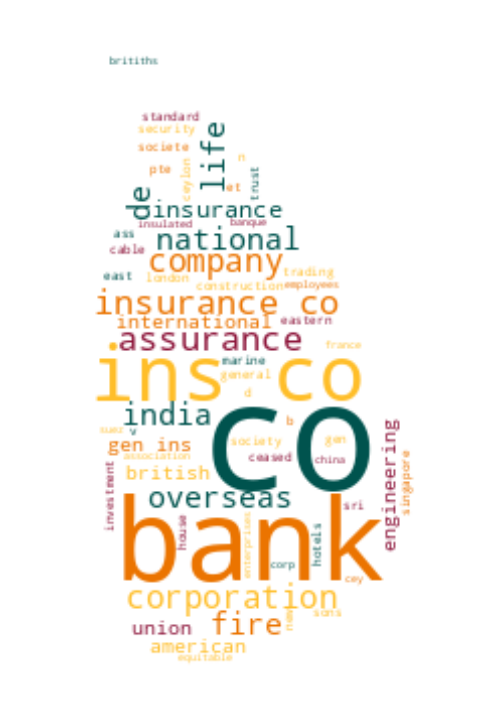 britiths
standard
security
societe
life
n
pte
ceylon
et
trust
de
insurance
insulated
banque
ass
national
cable
company
east
london
trading
construction
employees
insurance co
international
eastern
assurance
france
marine
ins co
general
d
india
co
b
suez
v
gen ins
society
gen
association
ceased
china
british
investment
engineering
singapore
overseas
sri
bank
house
enterprises
hotels
corp
cey
corporation
new
sons
union
fire
american
equitable